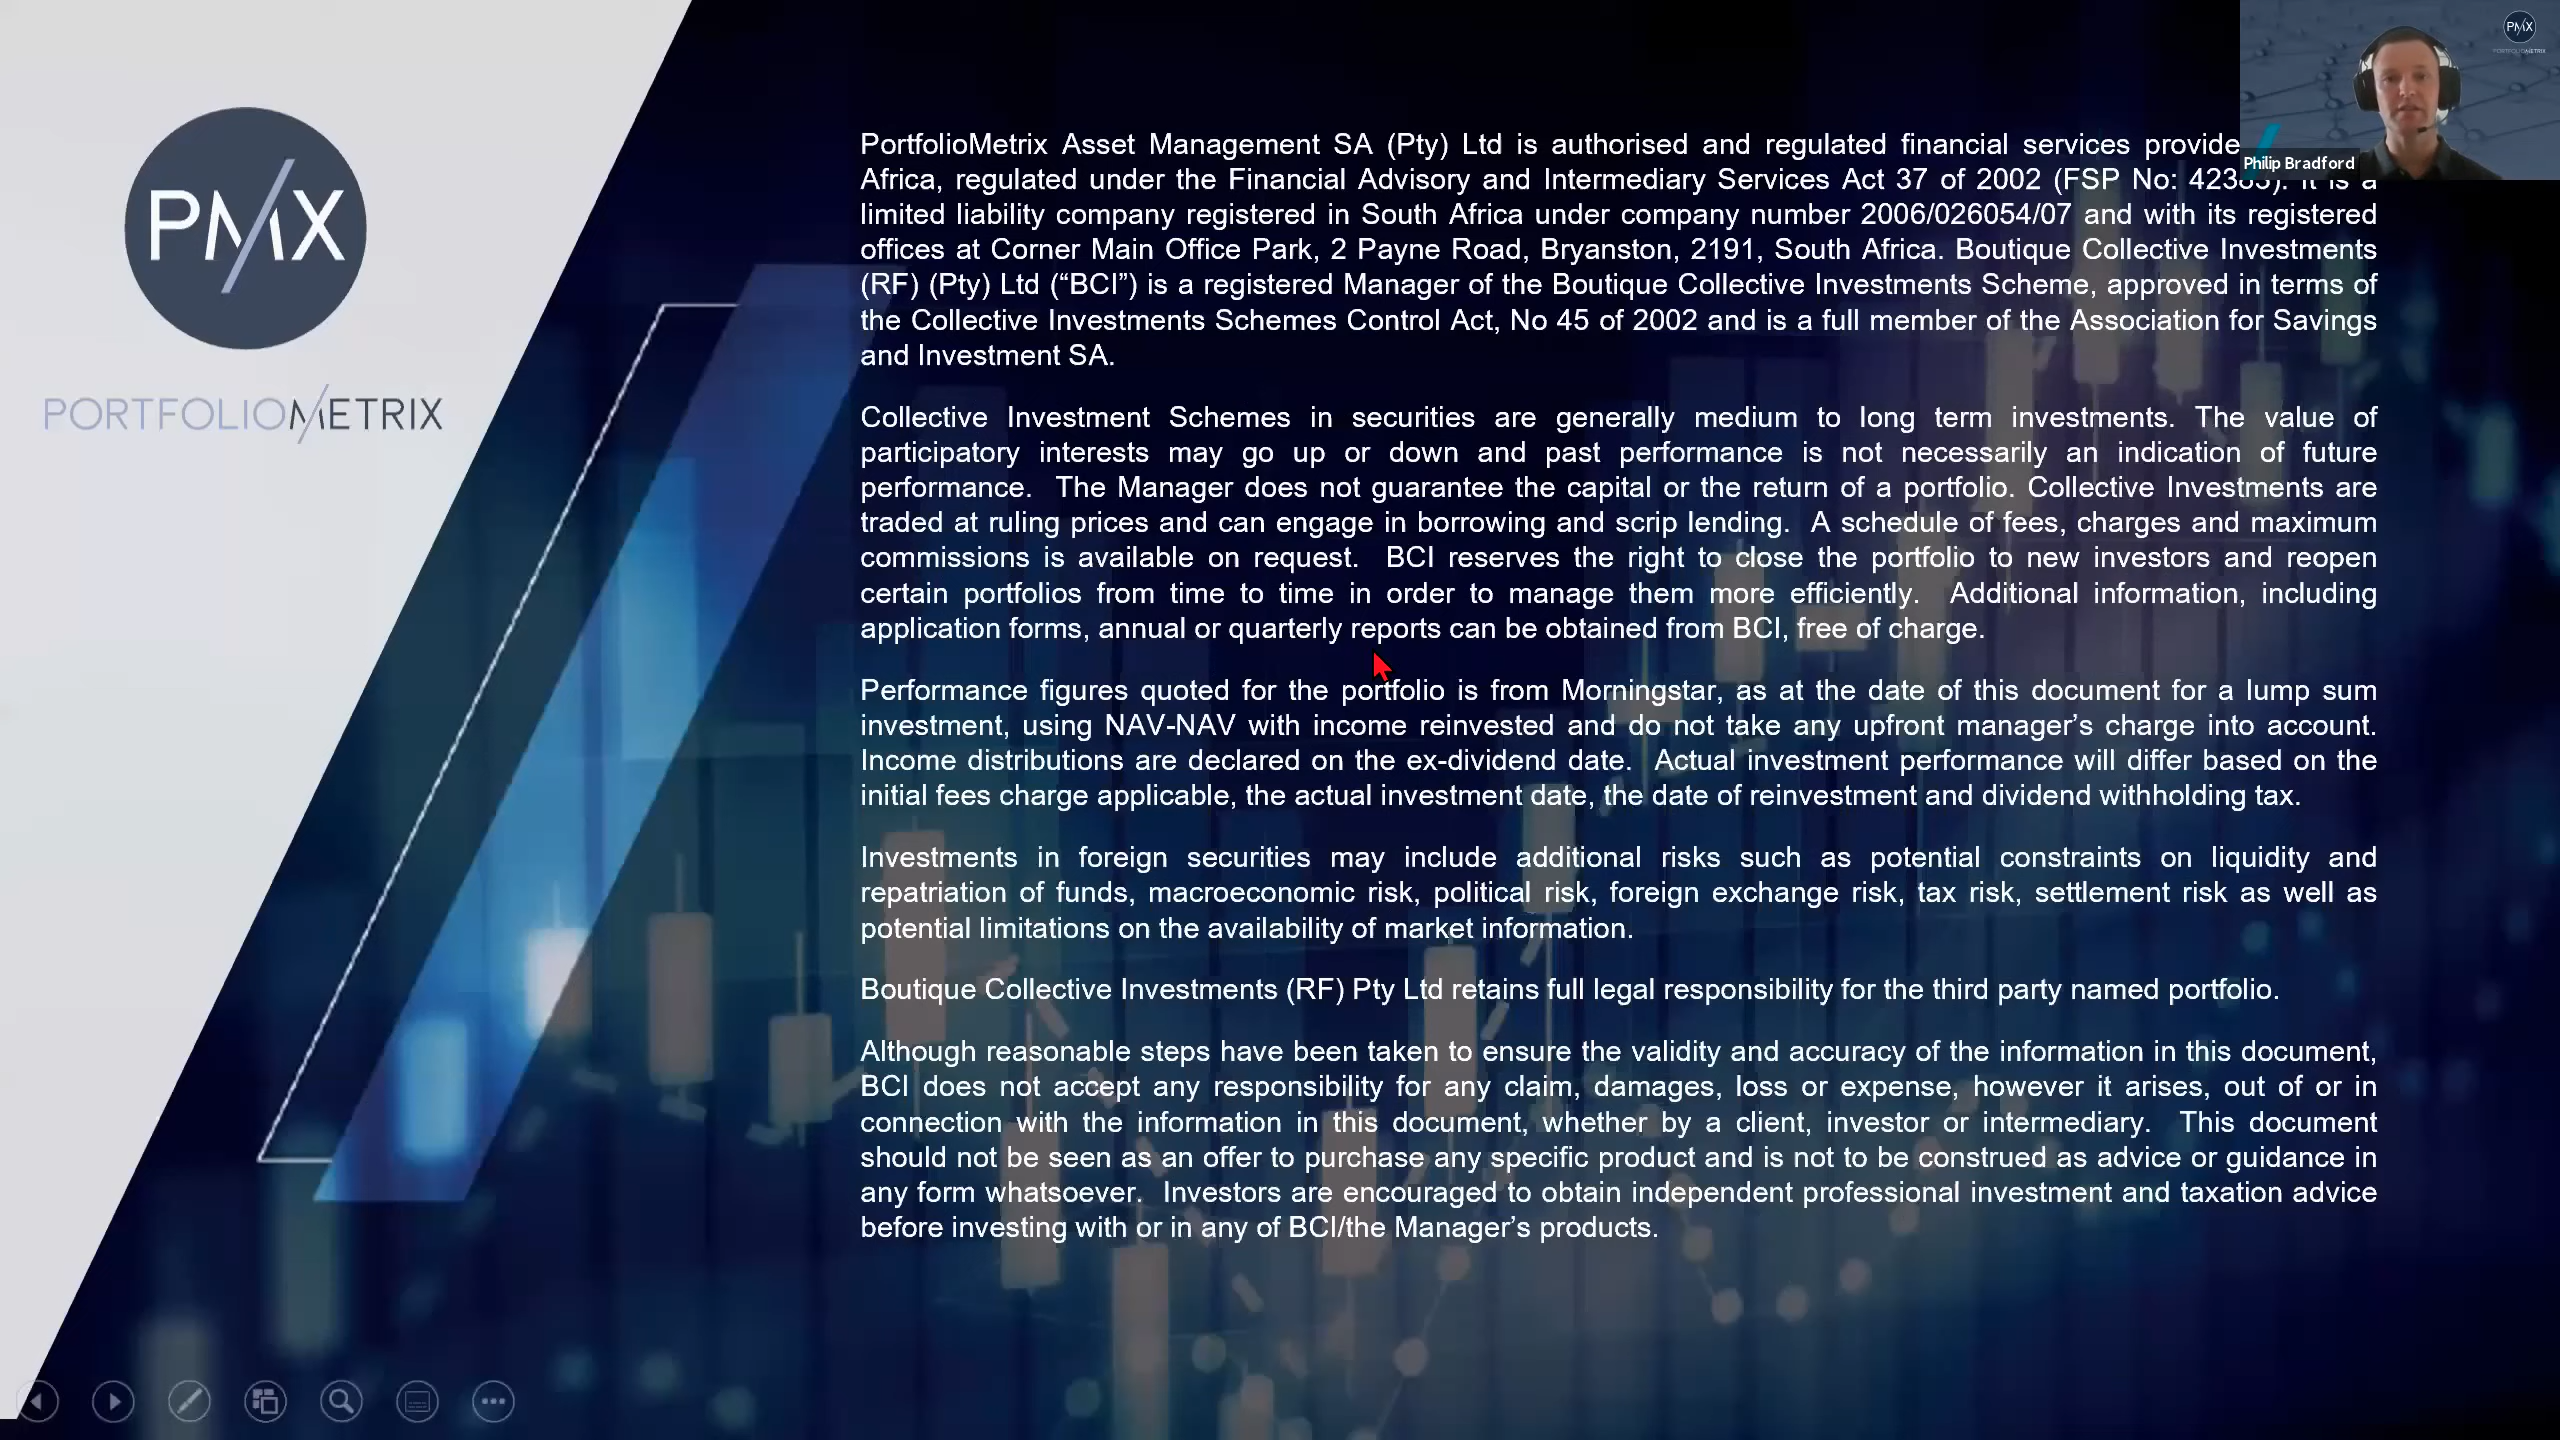 PMX
PORTFOLIOMETRIX
PMX
PORTFOLIOMETRIX
Philip Bradford
PortfolioMetrix Asset Management SA (Pty) Ltd is authorised and regulated financial services
Africa, regulated under the Financial Advisory and Intermediary Services Act 37 of 2002 (FSP No: It is a
limited liability company registered in South Africa under company number 2006/026054/07 and with its registered
offices at Corner Main Office Park, 2 Payne Road, Bryanston, 2191, South Africa. Boutique Collective Investments
(RF) (Pty) Ltd (“BCI”) is a registered Manager of the Boutique Collective Investments Scheme, approved in terms of
the Collective Investments Schemes Control Act, No 45 of 2002 and is a full member of the Association for Savings
and Investment SA.
Collective Investment Schemes in securities are generally medium to long term investments. The value of
participatory interests may go up or down and past performance is not necessarily an indication of future
performance. The Manager does not guarantee the capital or the return of a portfolio. Collective Investments are
traded at ruling prices and can engage in borrowing and scrip lending. A schedule of fees, charges and maximum
commissions is available on request. BCI reserves the right to close the portfolio to new investors and reopen
certain portfolios from time to time in order to manage them more efficiently. Additional information, including
application forms, annual or quarterly reports can be obtained from BCI, free of charge.
Performance figures quoted for the portfolio is from Morningstar, as at the date of this document for a lump sum
investment, using NAV-NAV with income reinvested and do not take any upfront manager’s charge into account.
Income distributions are declared on the ex-dividend date. Actual investment performance will differ based on the
initial fees charge applicable, the actual investment date, the date of reinvestment and dividend withholding tax.
Investments in foreign securities may include additional risks such as potential constraints on liquidity and
repatriation of funds, macroeconomic risk, political risk, foreign exchange risk, tax risk, settlement risk as well as
potential limitations on the availability of market information.
Boutique Collective Investments (RF) Pty Ltd retains full legal responsibility for the third party named portfolio.
Although reasonable steps have been taken to ensure the validity and accuracy of the information in this document,
BCI does not accept any responsibility for any claim, damages, loss or expense, however it arises, out of or in
connection with the information in this document, whether by a client, investor or intermediary. This document
should not be seen as an offer to purchase any specific product and is not to be construed as advice or guidance in
any form whatsoever. Investors are encouraged to obtain independent professional investment and taxation advice
before investing with or in any of BCI/the Manager’s products.